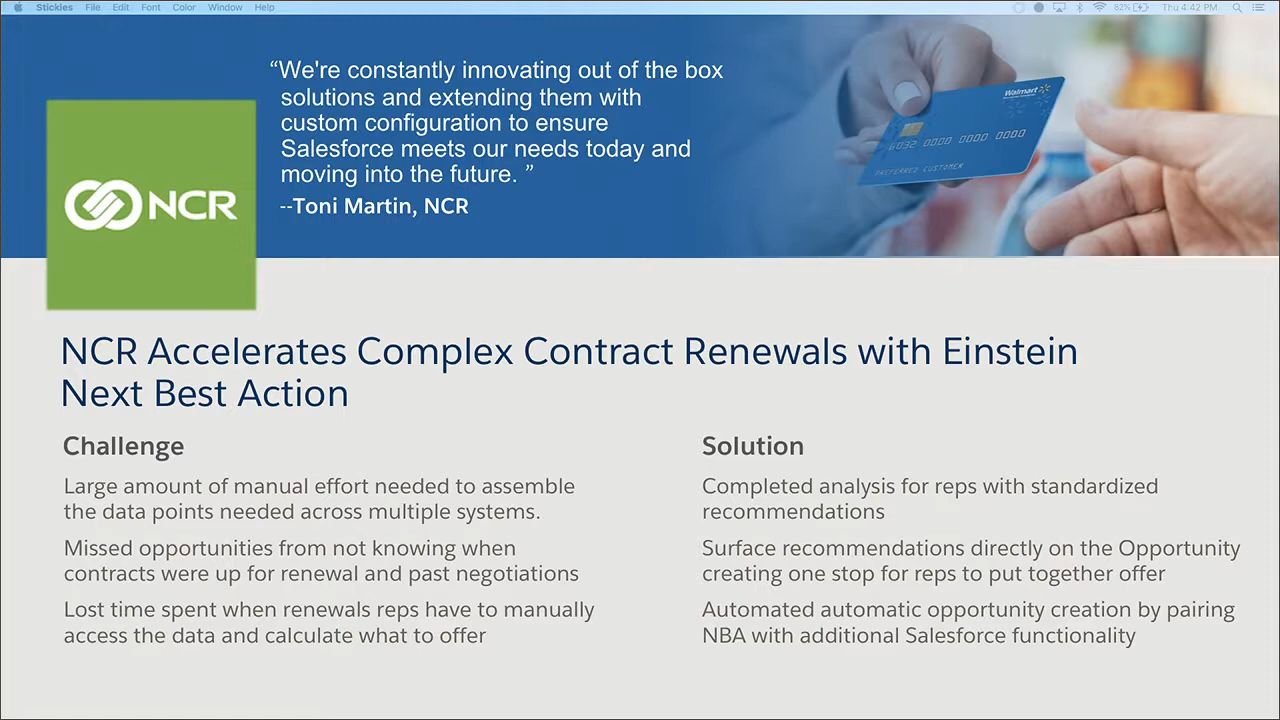 Stickies File Edit Font Color Window Help 82% Thu 4:42 PM
“We're constantly innovating out of the box
solutions and extending them with
custom configuration to ensure
Salesforce meets our needs today and
moving into the future. ”
--Toni Martin, NCR
NCR
Walmart
6032 0000 0000 0000
PREFERRED CUSTOMER
NCR Accelerates Complex Contract Renewals with Einstein
Next Best Action
Challenge
Large amount of manual effort needed to assemble
the data points needed across multiple systems.
Missed opportunities from not knowing when
contracts were up for renewal and past negotiations
Lost time spent when renewals reps have to manually
access the data and calculate what to offer
Solution
Completed analysis for reps with standardized
recommendations
Surface recommendations directly on the Opportunity
creating one stop for reps to put together offer
Automated automatic opportunity creation by pairing
NBA with additional Salesforce functionality